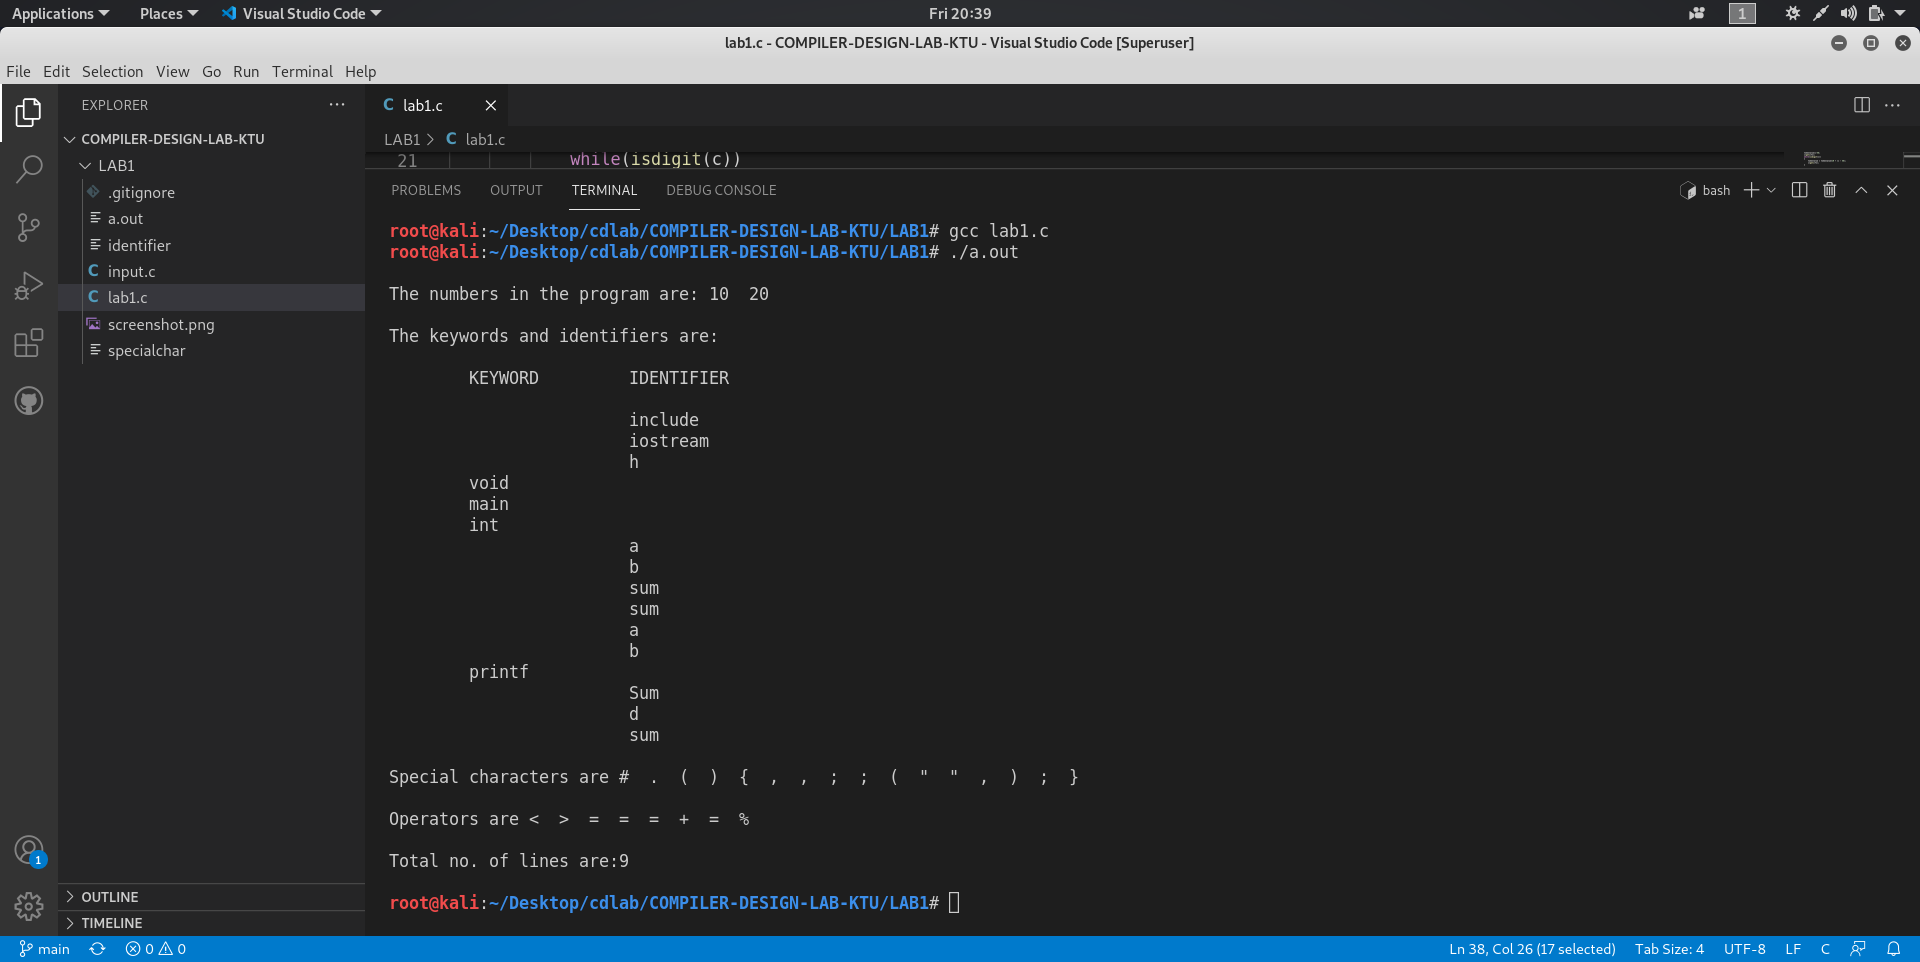 Applications Places Visual Studio Code Fri 20:39 1
lab1.c - COMPILER-DESIGN-LAB-KTU - Visual Studio Code [Superuser]
File Edit Selection View Go Run Terminal Help
EXPLORER
COMPILER-DESIGN-LAB-KTU
LAB1
.gitignore
a.out
identifier
C input.c
C lab1.c
screenshot.png
specialchar
OUTLINE
TIMELINE
1
C lab1.c
LAB1 > C lab1.c
21 while(isdigit(c))
PROBLEMS OUTPUT TERMINAL DEBUG CONSOLE bash
root@kali:~/Desktop/cdlab/COMPILER-DESIGN-LAB-KTU/LAB1# gcc lab1.c
root@kali:~/Desktop/cdlab/COMPILER-DESIGN-LAB-KTU/LAB1# ./a.out
The numbers in the program are: 10 20
The keywords and identifiers are:
KEYWORD IDENTIFIER
include
iostream
h
void
main
int
a
b
sum
sum
a
b
printf
Sum
d
sum
Special characters are # . ( ) { , , ; ; ( " " , ) ; }
Operators are < > = = = + = %
Total no. of lines are:9
root@kali:~/Desktop/cdlab/COMPILER-DESIGN-LAB-KTU/LAB1#
main 0 0 Ln 38, Col 26 (17 selected) Tab Size: 4 UTF-8 LF C